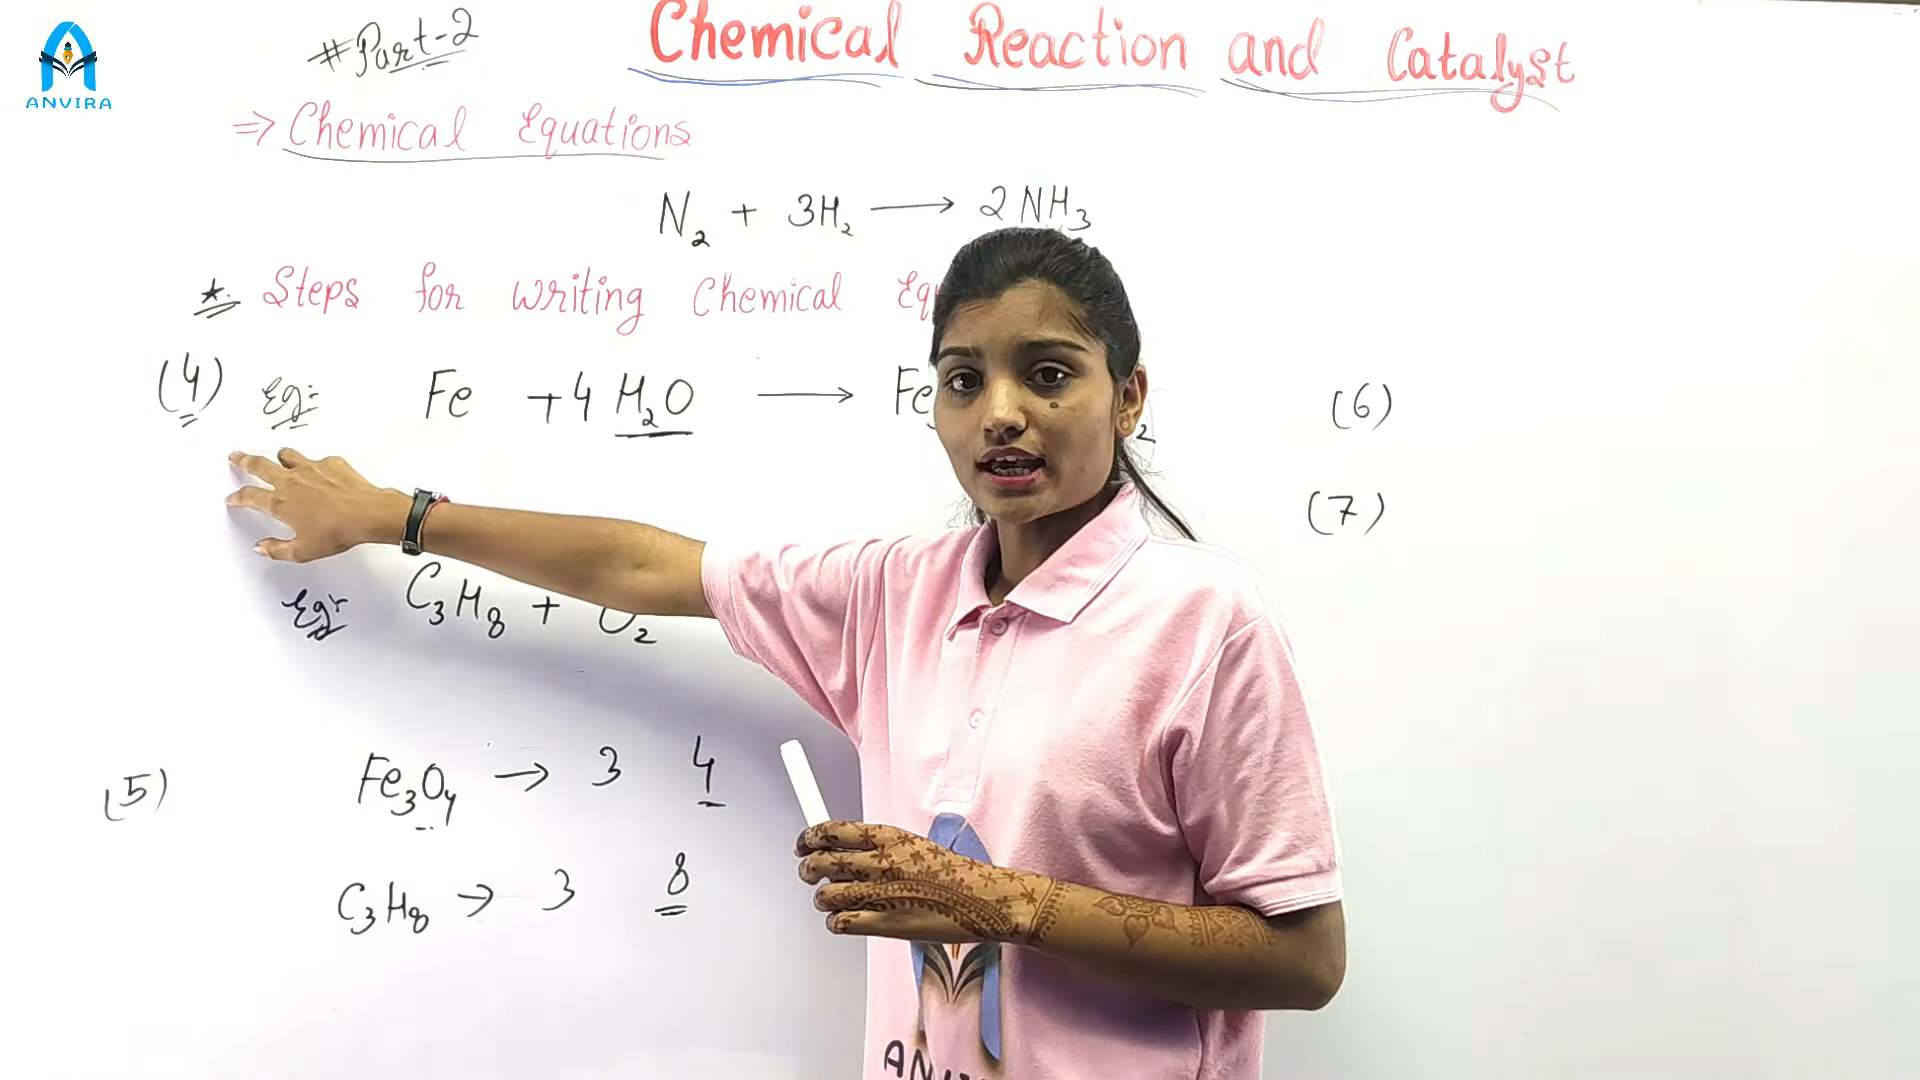 ANVIRA
#Part-2
Chemical Reaction and Catalyst
⇒ Chemical Equations
N₂ + 3H₂ ⟶ 2NH₃
* Steps for writing Chemical Eq
(4) Eg:- Fe + 4 H₂O ⟶ Fe ₂
(6)
(7)
Eg:- C₃H₈ + O₂
(5) Fe₃O₄ → 3 4
C₃H₈ → 3 8